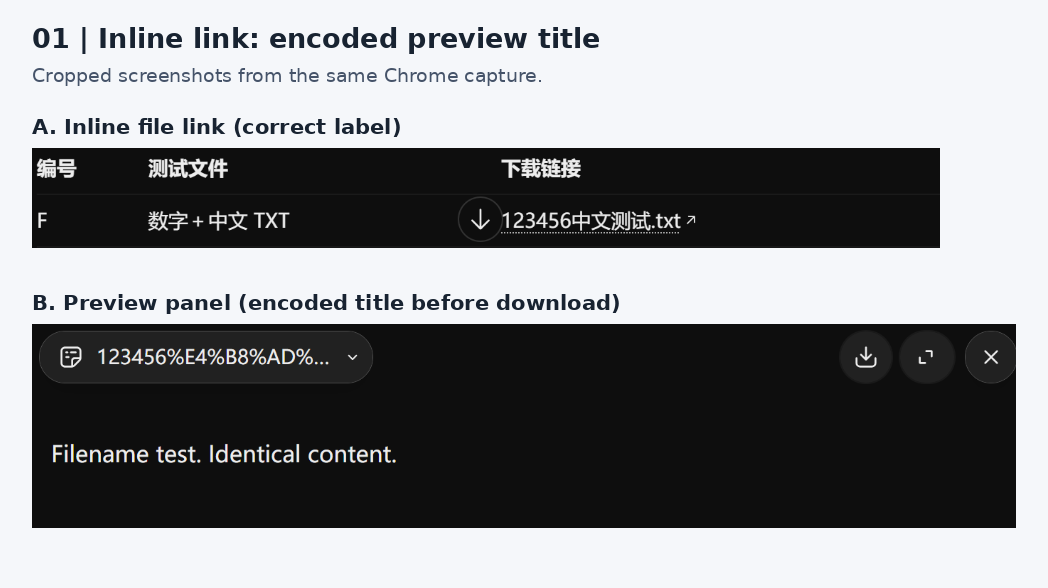 01 | Inline link: encoded preview title
Cropped screenshots from the same Chrome capture.
A. Inline file link (correct label)
编号 测试文件 下载链接
F 数字 + 中文 TXT 123456中文测试.txt
B. Preview panel (encoded title before download)
123456%E4%B8%AD%...
Filename test. Identical content.